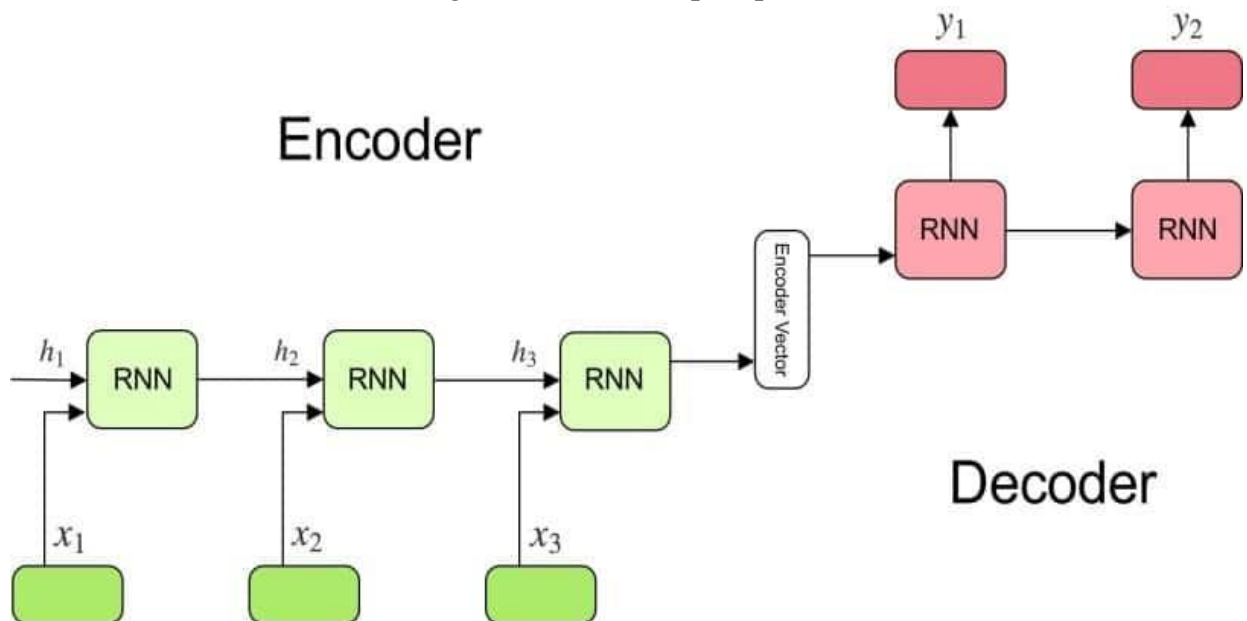 y₁ y₂
Encoder
RNN RNN
Encoder Vector
h₁ h₂ h₃
RNN RNN RNN
Decoder
x₁ x₂ x₃